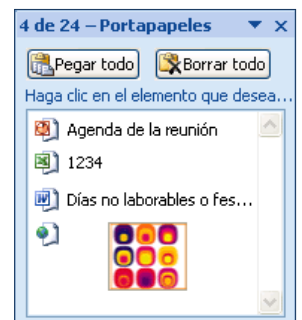 4 de 24 – Portapapeles
Pegar todo Borrar todo
Haga clic en el elemento que desea...
Agenda de la reunión
1234
Días no laborables o fes...